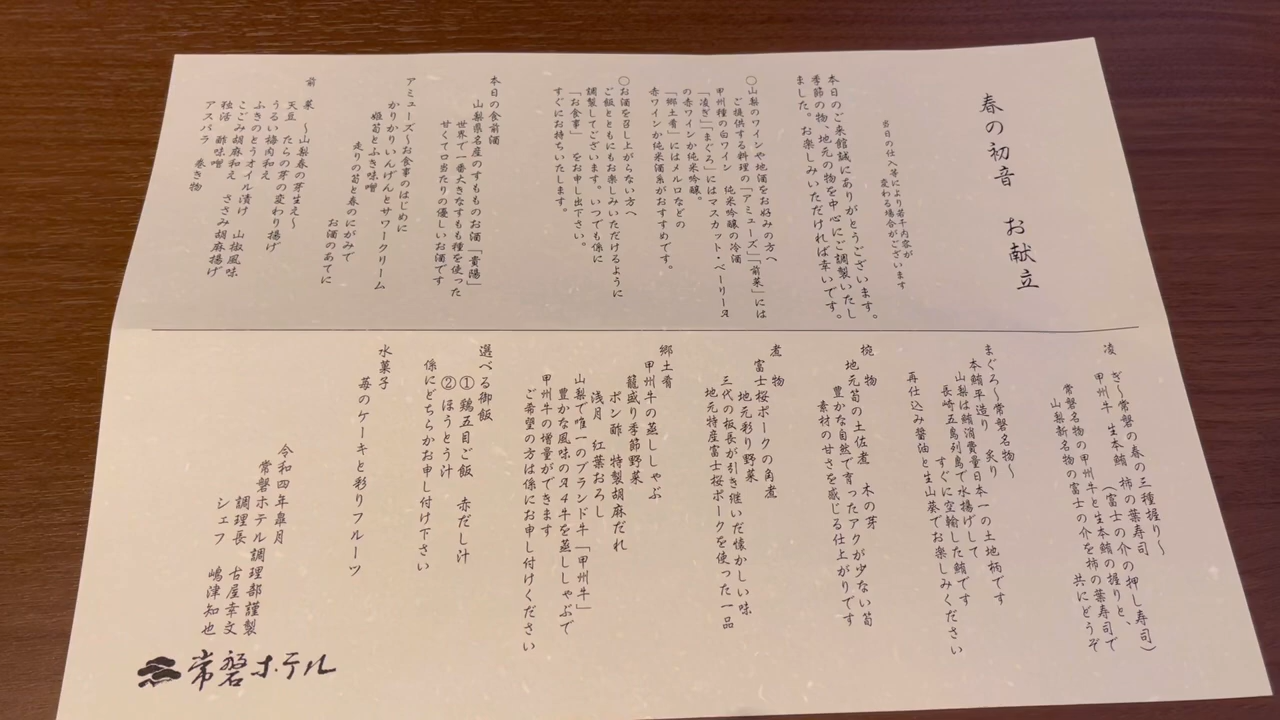 春の初音　お献立
当日の仕入等により若干内容が
変わる場合がございます
本日のご来館誠にありがとうございます。
季節の物、地元の物を中心にご調製いたし
ました。お楽しみいただければ幸いです。
〇山梨のワインや地酒をお好みの方へ
ご提供する料理の「アミューズ」「前菜」には
甲州種の白ワイン　純米吟醸の冷酒
「凌ぎ」「まぐろ」にはマスカット・ベーリーA
の赤ワインか純米吟醸。
「郷土肴」にはメルロなどの
赤ワインか純米酒系がおすすめです。
〇お酒を召し上がらない方へ
ご飯とともにもお楽しみいただけるように
調製してございます。いつでも係に
「お食事」をお申し出下さい。
すぐにお持ちいたします。
本日の食前酒
山梨県名産のすもものお酒「貴陽」
世界で一番大きなすもも種を使った
甘くて口当たりの優しいお酒です
アミューズ～お食事のはじめに
かりかりいんげんとサワークリーム
姫筍とふき味噌
走りの筍と春のにがみで
お酒のあてに
前　菜　～山梨春の芽生え～
天豆　たらの芽の変わり揚げ
うるい梅肉和え
ふきのとうオイル漬け　山椒風味
こごみ胡麻和え　ささみ胡麻揚げ
独活　酢味噌
アスパラ　巻き物
凌　ぎ～常磐の春の三種握り～
甲州牛　生本鮪　柿の葉寿司（富士の介の押し寿司）
常磐名物の甲州牛と生本鮪の握りと、
山梨新名物の富士の介を柿の葉寿司で
共にどうぞ
まぐろ～常磐名物～
本鮪平造り　炙り
山梨は鮪消費量日本一の土地柄です
長崎五島列島で水揚げして
すぐに空輸した鮪です
再仕込み醤油と生山葵でお楽しみください
椀　物
地元筍の土佐煮　木の芽
豊かな自然で育ったアクが少ない筍
素材の甘さを感じる仕上がりです
煮　物
富士桜ポークの角煮
地元彩り野菜
三代の板長が引き継いだ懐かしい味
地元特産富士桜ポークを使った一品
郷土肴
甲州牛の蒸ししゃぶ
籠盛り季節野菜
ポン酢　特製胡麻だれ
浅月　紅葉おろし
山梨で唯一のブランド牛「甲州牛」
豊かな風味のA4牛を蒸ししゃぶで
甲州牛の増量ができます
ご希望の方は係にお申し付けください
選べる御飯
①鶏五目ご飯　赤だし汁
②ほうとう汁
係にどちらかお申し付け下さい
水菓子
苺のケーキと彩りフルーツ
令和四年皐月
常磐ホテル調理部謹製
調理長　古屋幸文
シェフ　嶋津知也
常磐ホテル